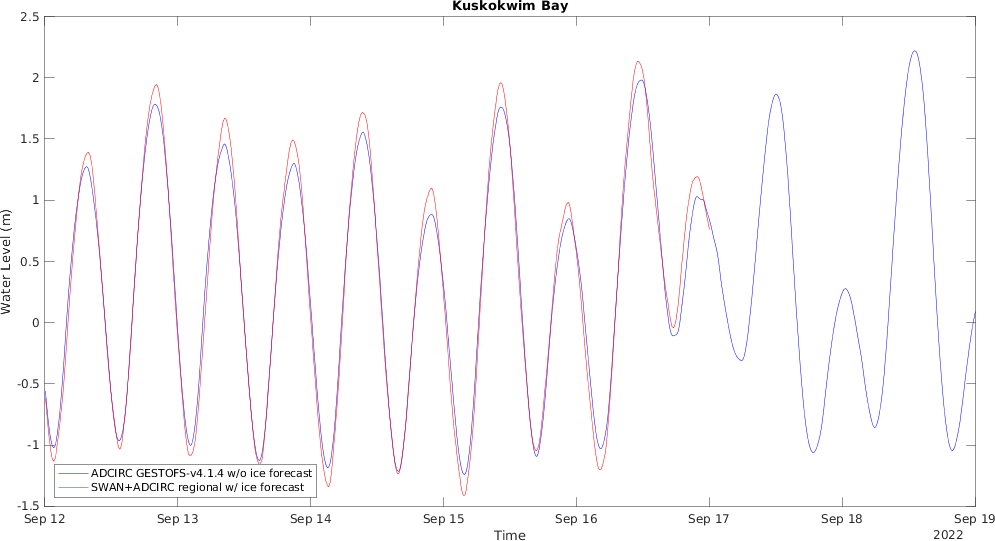 Kuskokwim Bay
2.5
2
1.5
1
0.5
0
-0.5
-1
-1.5
Water Level (m)
ADCIRC GESTOFS-v4.1.4 w/o ice forecast
SWAN+ADCIRC regional w/ ice forecast
Sep 12 Sep 13 Sep 14 Sep 15 Sep 16 Sep 17 Sep 18 Sep 19
Time
2022